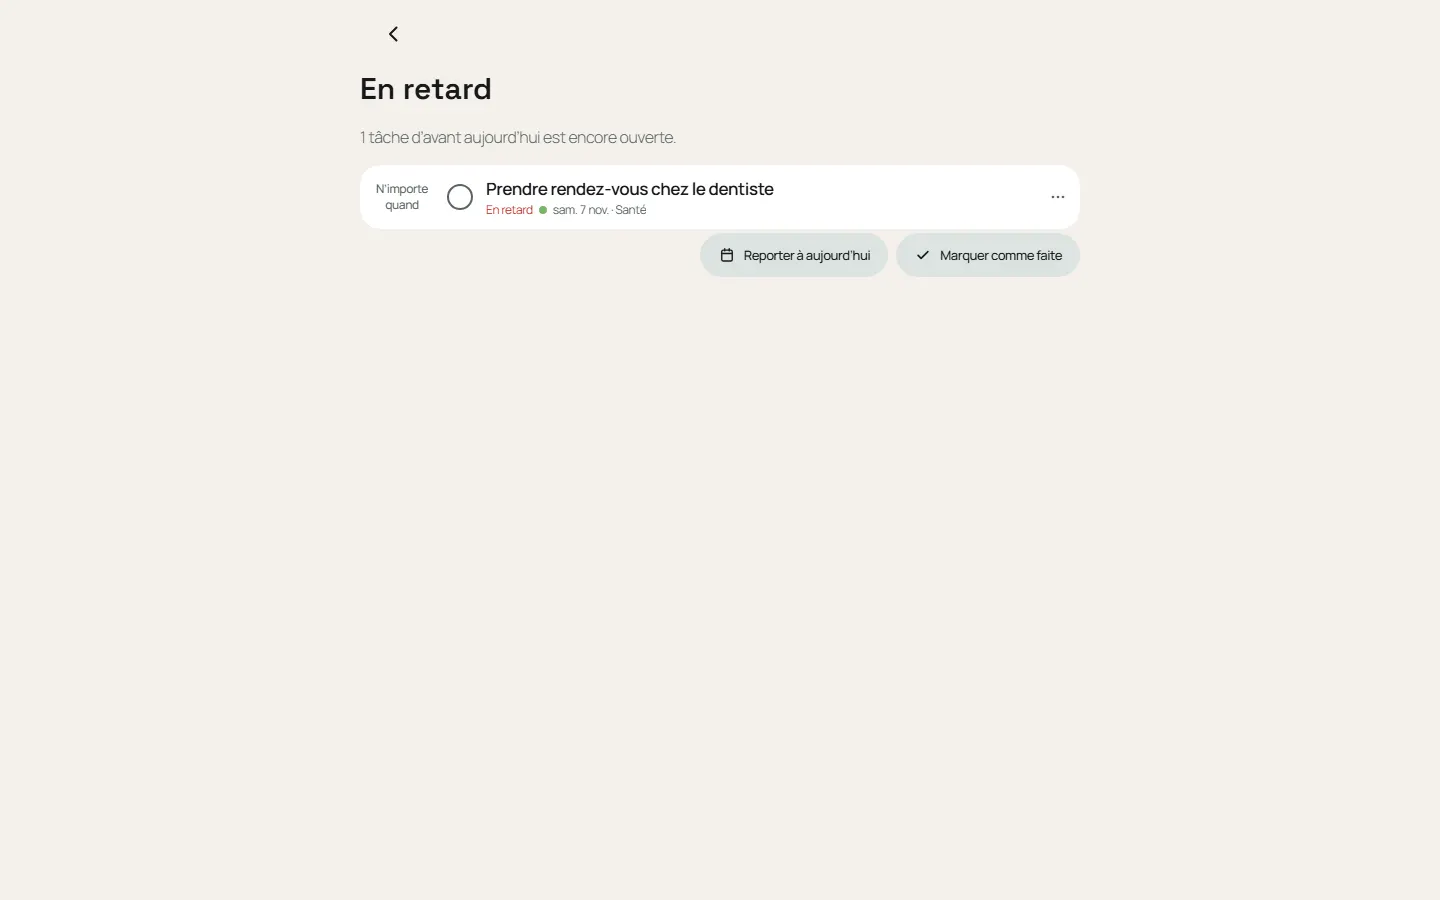 En retard
1 tâche d’avant aujourd’hui est encore ouverte.
N’importe
quand
Prendre rendez-vous chez le dentiste
En retard sam. 7 nov. · Santé
Reporter à aujourd’hui
Marquer comme faite